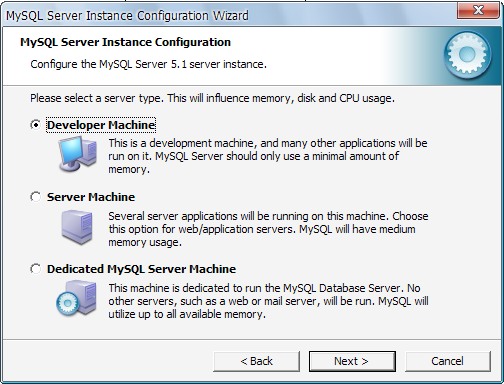 MySQL Server Instance Configuration Wizard
MySQL Server Instance Configuration
Configure the MySQL Server 5.1 server instance.
Please select a server type. This will influence memory, disk and CPU usage.
Developer Machine
This is a development machine, and many other applications will be
run on it. MySQL Server should only use a minimal amount of
memory.
Server Machine
Several server applications will be running on this machine. Choose
this option for web/application servers. MySQL will have medium
memory usage.
Dedicated MySQL Server Machine
This machine is dedicated to run the MySQL Database Server. No
other servers, such as a web or mail server, will be run. MySQL will
utilize up to all available memory.
< Back Next > Cancel